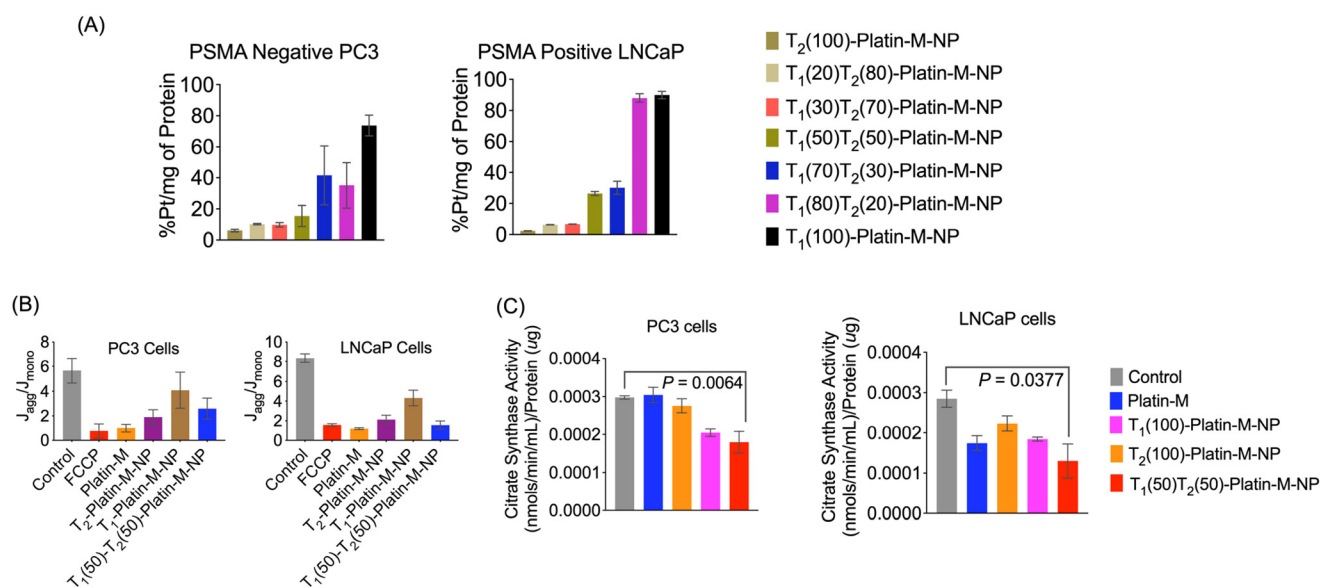 (A)
PSMA Negative PC3
%Pt/mg of Protein
100
80
60
40
20
0
PSMA Positive LNCaP
%Pt/mg of Protein
100
80
60
40
20
0
T2(100)-Platin-M-NP
T1(20)T2(80)-Platin-M-NP
T1(30)T2(70)-Platin-M-NP
T1(50)T2(50)-Platin-M-NP
T1(70)T2(30)-Platin-M-NP
T1(80)T2(20)-Platin-M-NP
T1(100)-Platin-M-NP
(B)
PC3 Cells
Jagg/Jmono
8
6
4
2
0
Control
FCCP
Platin-M
T2-Platin-M-NP
T1-Platin-M-NP
T1(50)-T2(50)-Platin-M-NP
LNCaP Cells
Jagg/Jmono
10
8
6
4
2
0
Control
FCCP
Platin-M
T2-Platin-M-NP
T1-Platin-M-NP
T1(50)-T2(50)-Platin-M-NP
(C)
PC3 cells
Citrate Synthase Activity
(nmols/min/mL)/Protein (ug)
0.0004
0.0003
0.0002
0.0001
0.0000
P = 0.0064
LNCaP cells
Citrate Synthase Activity
(nmols/min/mL)/Protein (ug)
0.0004
0.0003
0.0002
0.0001
0.0000
P = 0.0377
Control
Platin-M
T1(100)-Platin-M-NP
T2(100)-Platin-M-NP
T1(50)T2(50)-Platin-M-NP